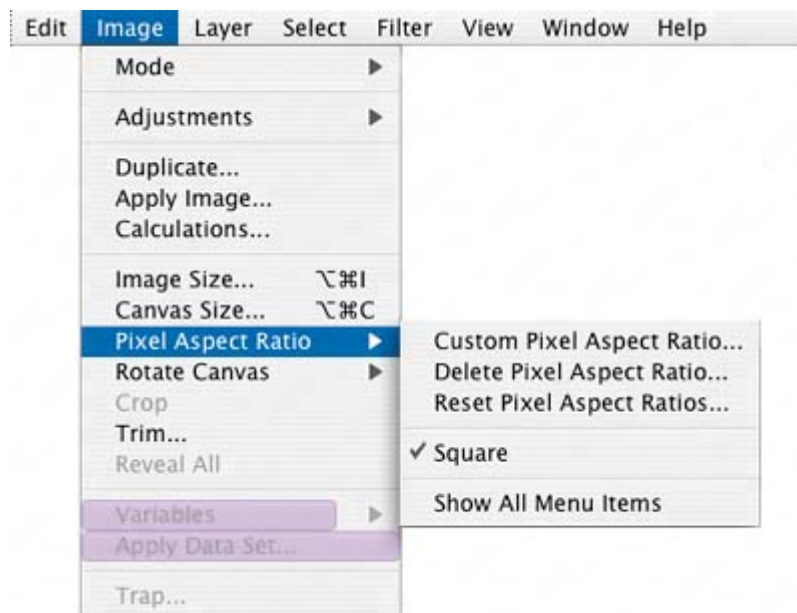 Edit Image Layer Select Filter View Window Help
Mode
Adjustments
Duplicate...
Apply Image...
Calculations...
Image Size... ⌥⌘I
Canvas Size... ⌥⌘C
Pixel Aspect Ratio
Rotate Canvas
Crop
Trim...
Reveal All
Variables
Apply Data Set...
Trap...
Custom Pixel Aspect Ratio...
Delete Pixel Aspect Ratio...
Reset Pixel Aspect Ratios...
✓ Square
Show All Menu Items